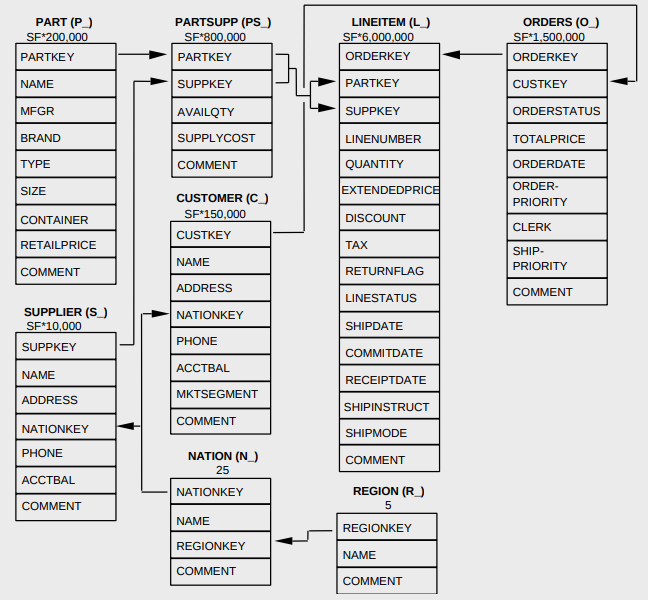 PART (P_)
SF*200,000
PARTKEY
NAME
MFGR
BRAND
TYPE
SIZE
CONTAINER
RETAILPRICE
COMMENT
SUPPLIER (S_)
SF*10,000
SUPPKEY
NAME
ADDRESS
NATIONKEY
PHONE
ACCTBAL
COMMENT
PARTSUPP (PS_)
SF*800,000
PARTKEY
SUPPKEY
AVAILQTY
SUPPLYCOST
COMMENT
CUSTOMER (C_)
SF*150,000
CUSTKEY
NAME
ADDRESS
NATIONKEY
PHONE
ACCTBAL
MKTSEGMENT
COMMENT
NATION (N_)
25
NATIONKEY
NAME
REGIONKEY
COMMENT
LINEITEM (L_)
SF*6,000,000
ORDERKEY
PARTKEY
SUPPKEY
LINENUMBER
QUANTITY
EXTENDEDPRICE
DISCOUNT
TAX
RETURNFLAG
LINESTATUS
SHIPDATE
COMMITDATE
RECEIPTDATE
SHIPINSTRUCT
SHIPMODE
COMMENT
REGION (R_)
5
REGIONKEY
NAME
COMMENT
ORDERS (O_)
SF*1,500,000
ORDERKEY
CUSTKEY
ORDERSTATUS
TOTALPRICE
ORDERDATE
ORDER-
PRIORITY
CLERK
SHIP-
PRIORITY
COMMENT